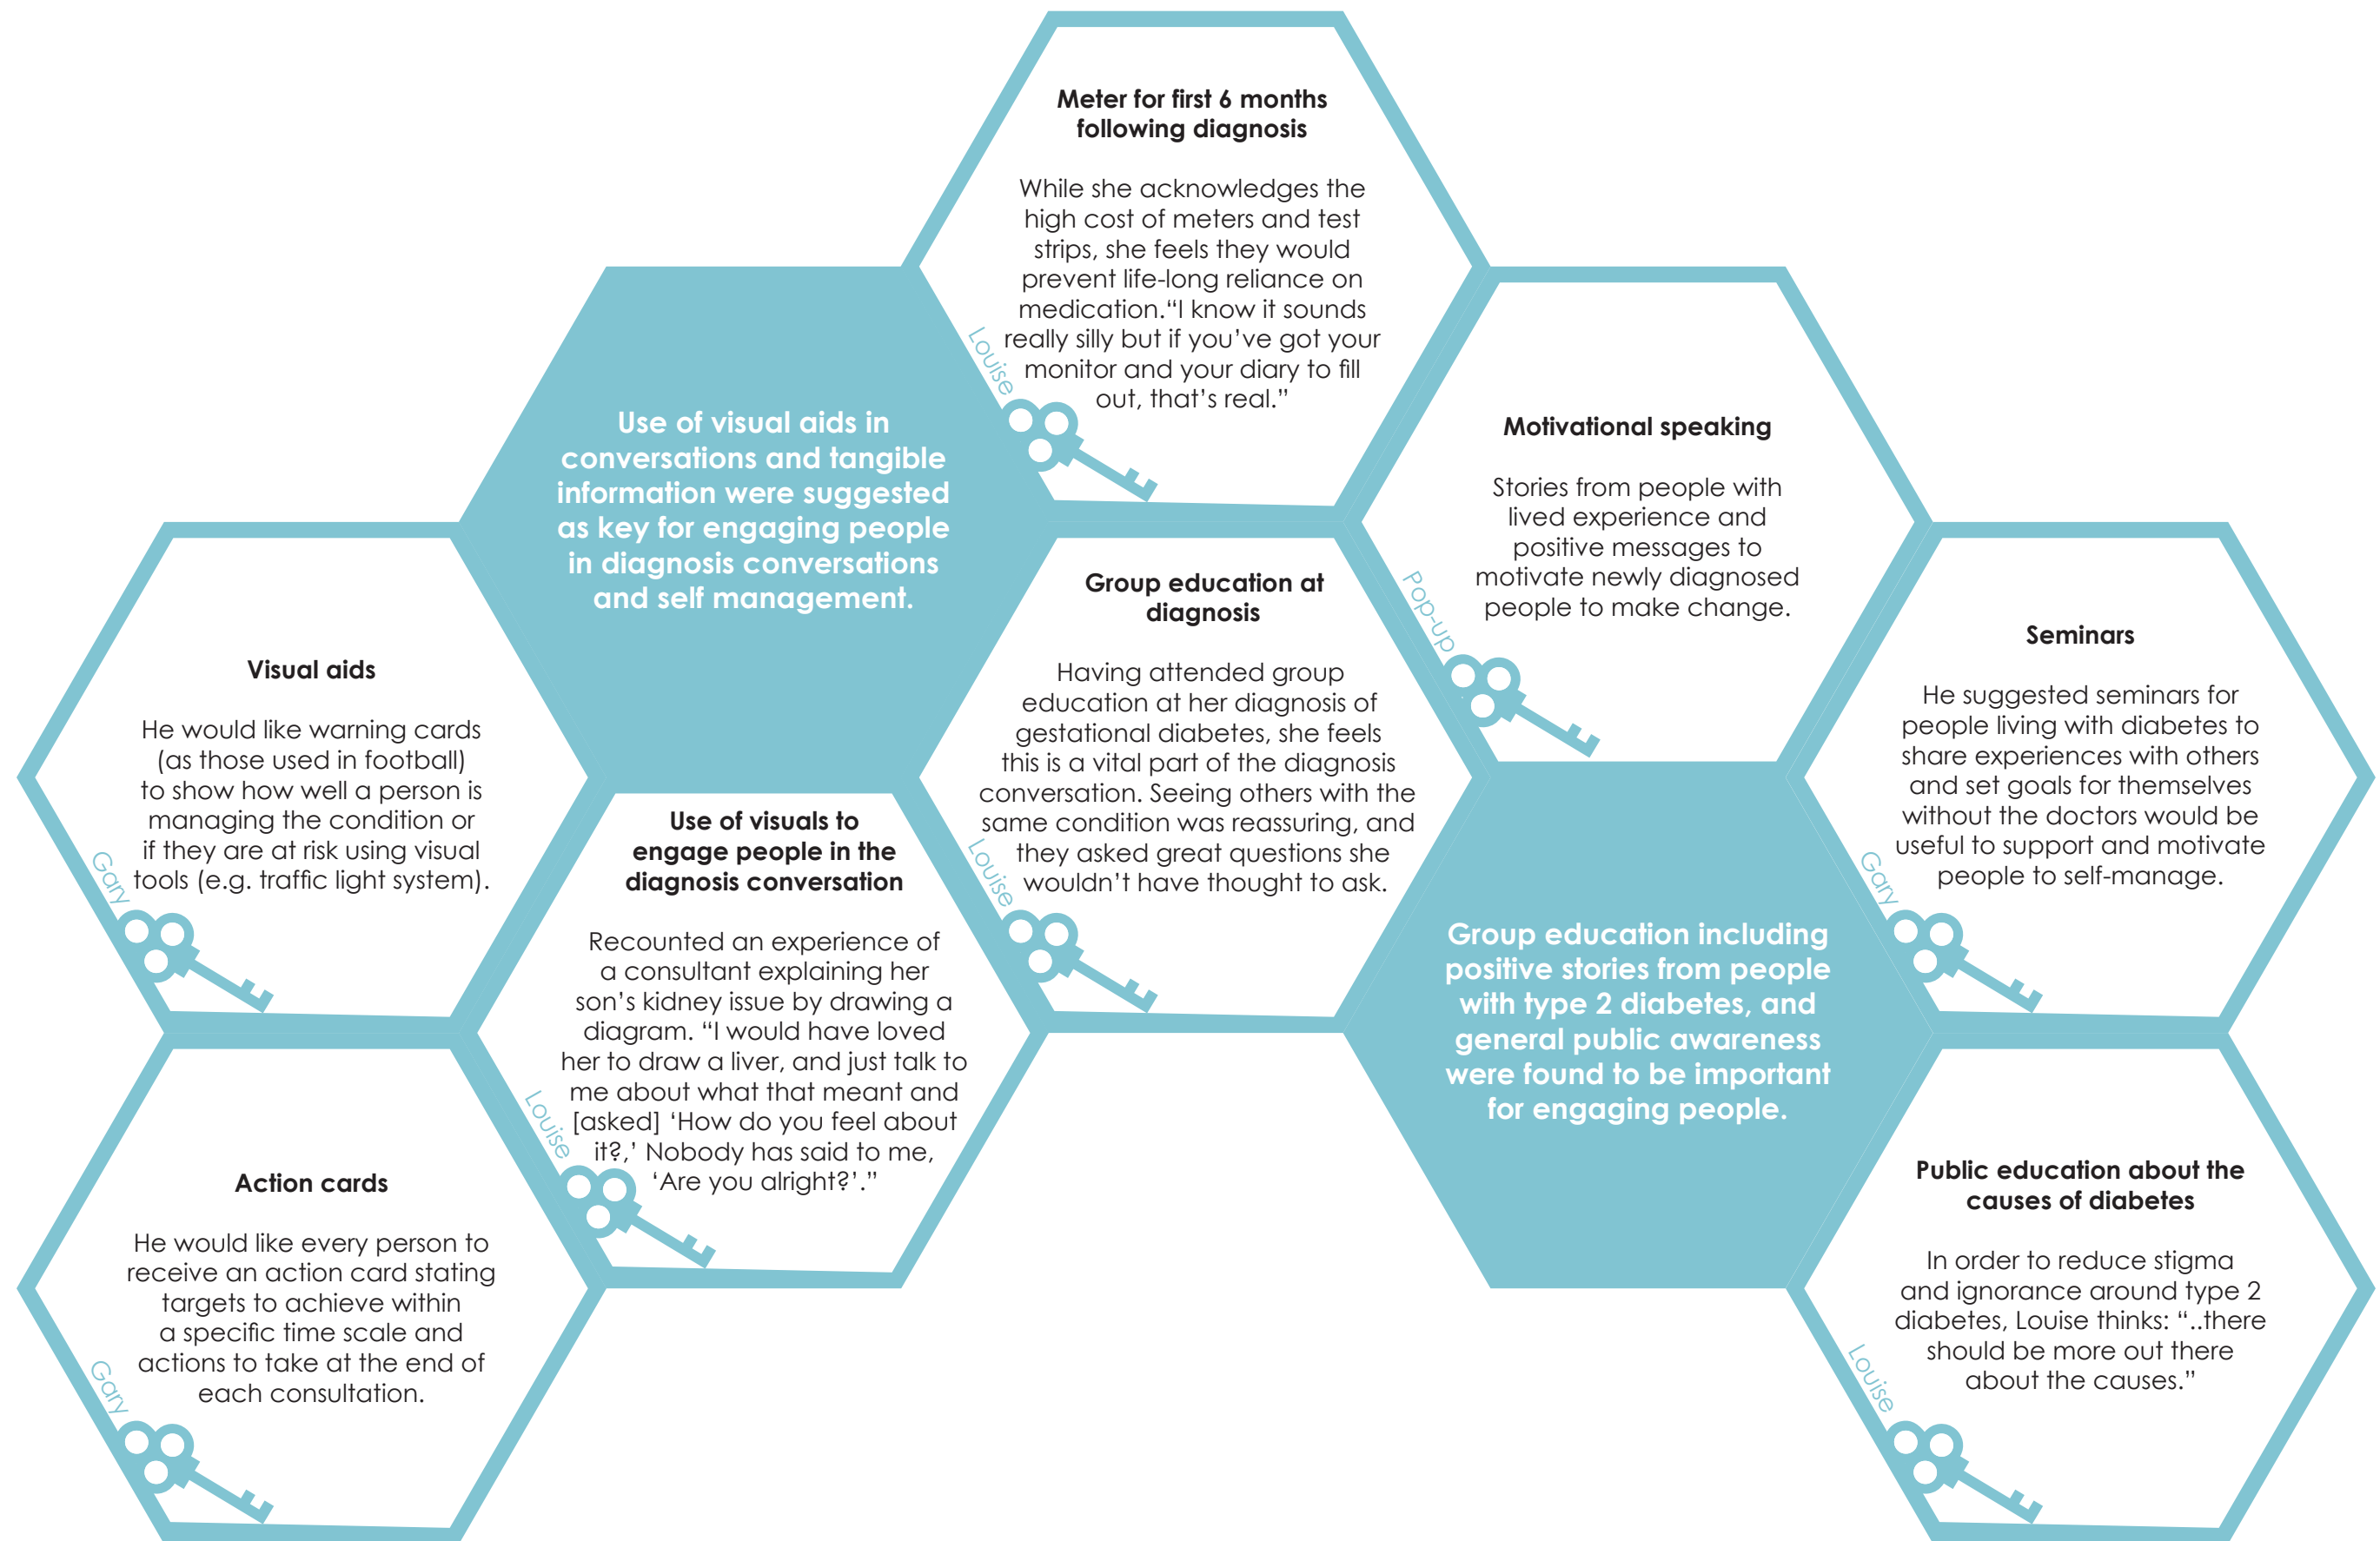 Meter for first 6 months
following diagnosis
While she acknowledges the
high cost of meters and test
strips, she feels they would
prevent life-long reliance on
medication.“I know it sounds
really silly but if you’ve got your
monitor and your diary to fill
out, that’s real.”
Louise
Use of visual aids in
conversations and tangible
information were suggested
as key for engaging people
in diagnosis conversations
and self management.
Motivational speaking
Stories from people with
lived experience and
positive messages to
motivate newly diagnosed
people to make change.
Pop-up
Visual aids
He would like warning cards
(as those used in football)
to show how well a person is
managing the condition or
if they are at risk using visual
tools (e.g. traffic light system).
Gary
Group education at
diagnosis
Having attended group
education at her diagnosis of
gestational diabetes, she feels
this is a vital part of the diagnosis
conversation. Seeing others with the
same condition was reassuring, and
they asked great questions she
wouldn’t have thought to ask.
Louise
Seminars
He suggested seminars for
people living with diabetes to
share experiences with others
and set goals for themselves
without the doctors would be
useful to support and motivate
people to self-manage.
Gary
Use of visuals to
engage people in the
diagnosis conversation
Recounted an experience of
a consultant explaining her
son’s kidney issue by drawing a
diagram. “I would have loved
her to draw a liver, and just talk to
me about what that meant and
[asked] ‘How do you feel about
it?,’ Nobody has said to me,
‘Are you alright?’.”
Louise
Group education including
positive stories from people
with type 2 diabetes, and
general public awareness
were found to be important
for engaging people.
Action cards
He would like every person to
receive an action card stating
targets to achieve within
a specific time scale and
actions to take at the end of
each consultation.
Gary
Public education about the
causes of diabetes
In order to reduce stigma
and ignorance around type 2
diabetes, Louise thinks: “..there
should be more out there
about the causes.”
Louise